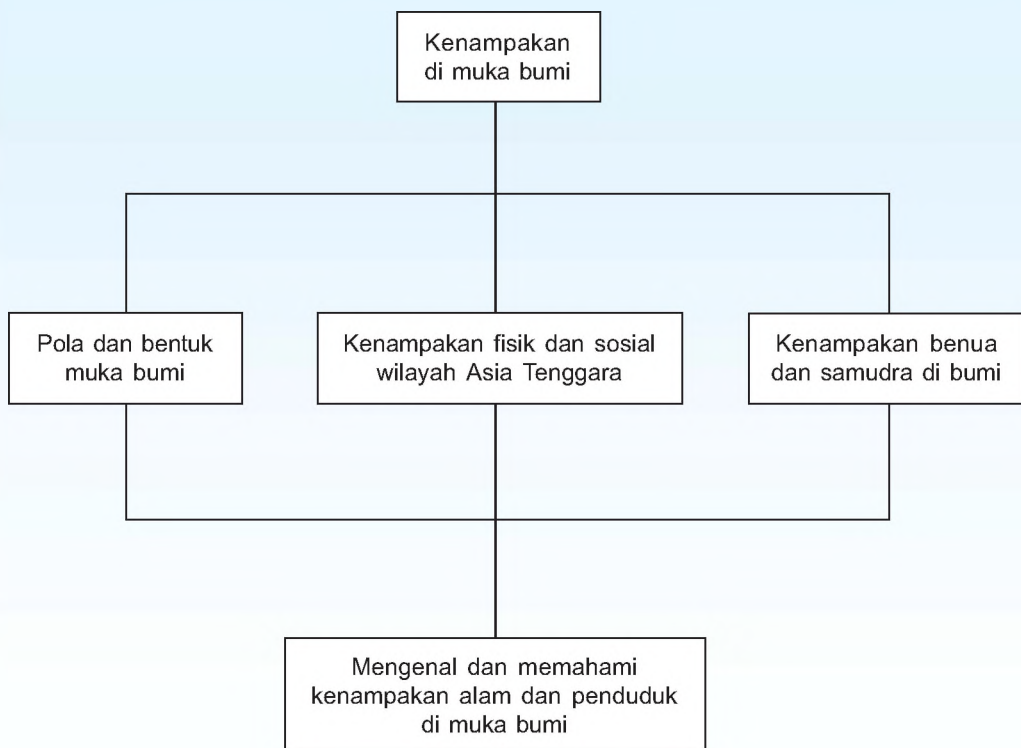 Kenampakan
di muka bumi
Pola dan bentuk
muka bumi
Kenampakan fisik dan sosial
wilayah Asia Tenggara
Kenampakan benua
dan samudra di bumi
Mengenal dan memahami
kenampakan alam dan penduduk
di muka bumi